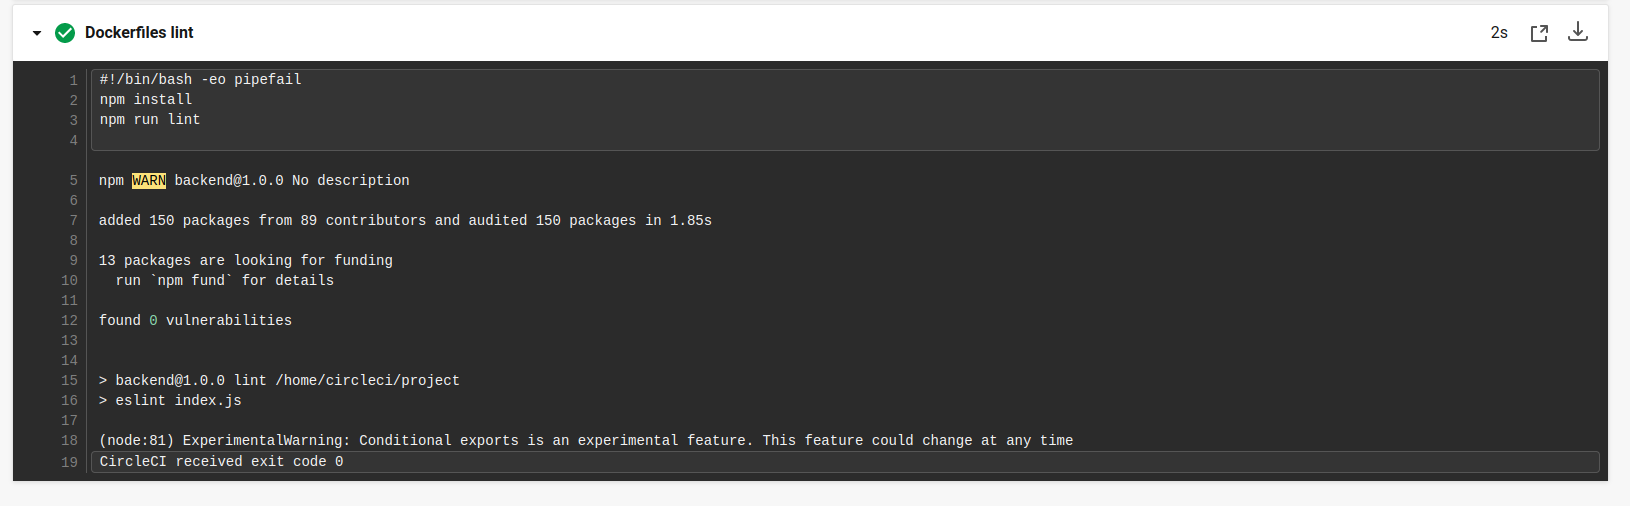 Dockerfiles lint
2s
1 #!/bin/bash -eo pipefail
2 npm install
3 npm run lint
4
5 npm WARN backend@1.0.0 No description
6
7 added 150 packages from 89 contributors and audited 150 packages in 1.85s
8
9 13 packages are looking for funding
10   run `npm fund` for details
11
12 found 0 vulnerabilities
13
14
15 > backend@1.0.0 lint /home/circleci/project
16 > eslint index.js
17
18 (node:81) ExperimentalWarning: Conditional exports is an experimental feature. This feature could change at any time
19 CircleCI received exit code 0